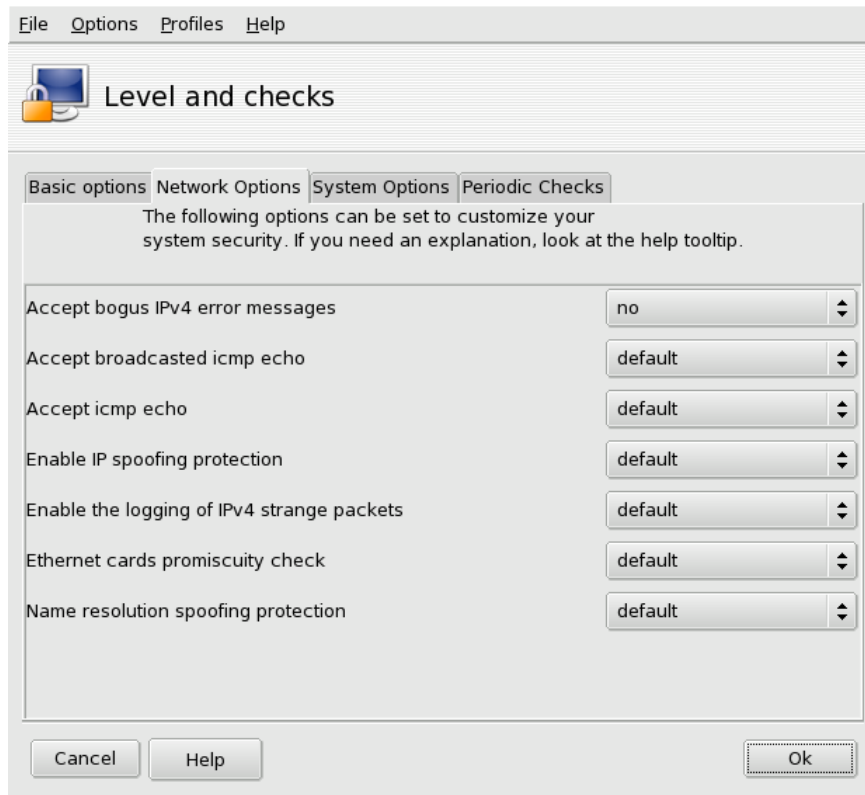 File Options Profiles Help
Level and checks
Basic options Network Options System Options Periodic Checks
The following options can be set to customize your
system security. If you need an explanation, look at the help tooltip.
Accept bogus IPv4 error messages no
Accept broadcasted icmp echo default
Accept icmp echo default
Enable IP spoofing protection default
Enable the logging of IPv4 strange packets default
Ethernet cards promiscuity check default
Name resolution spoofing protection default
Cancel Help Ok